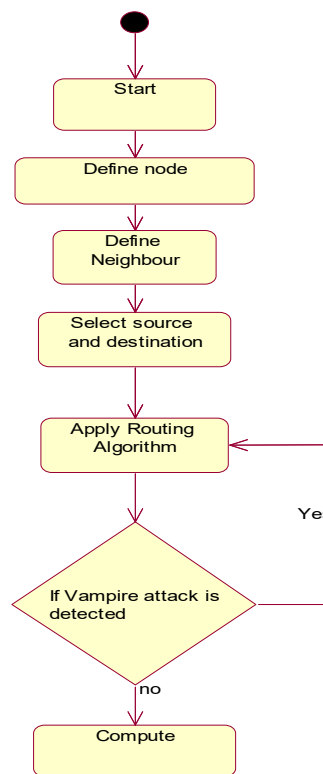 Start
Define node
Define
Neighbour
Select source
and destination
Apply Routing
Algorithm
Yes
If Vampire attack is
detected
no
Compute